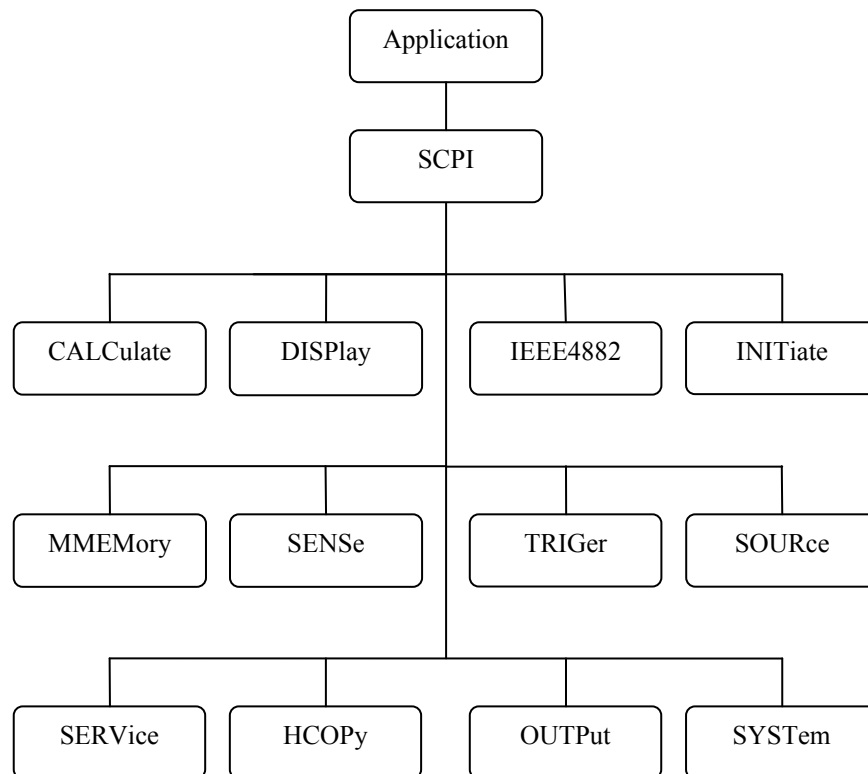 Application
SCPI
CALCulate
DISPlay
IEEE4882
INITiate
MMEMory
SENSe
TRIGer
SOURce
SERVice
HCOPy
OUTPut
SYSTem